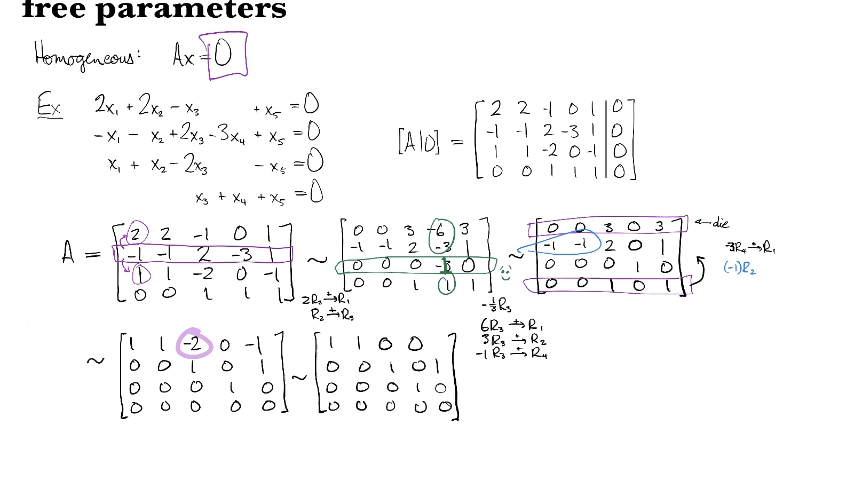 free parameters
Homogeneous: Ax = 0
Ex 2x₁ + 2x₂ - x₃ + x₅ = 0
-x₁ - x₂ + 2x₃ - 3x₄ + x₅ = 0
x₁ + x₂ - 2x₃ - x₅ = 0
x₃ + x₄ + x₅ = 0
[A|0] =
2 2 -1 0 1 | 0
-1 -1 2 -3 1 | 0
1 1 -2 0 -1 | 0
0 0 1 1 1 | 0
A =
2 2 -1 0 1
-1 -1 2 -3 1
1 1 -2 0 -1
0 0 1 1 1
~
0 0 3 -6 3
-1 -1 2 -3 1
0 0 0 -3 0
0 0 1 1 1
2R₂ ⁺→ R₁
R₂ ⁺→ R₃
~
0 0 3 0 3 ← die
-1 -1 2 0 1
0 0 0 1 0
0 0 1 0 1
-⅓R₃
6R₃ ⁺→ R₁
3R₃ ⁺→ R₂
-1R₃ ⁺→ R₄
-3R₄ ⁺→ R₁
(-1)R₂
~
1 1 -2 0 -1
0 0 1 0 1
0 0 0 1 0
0 0 0 0 0
~
1 1 0 0
0 0 1 0 1
0 0 0 1 0
0 0 0 0 0